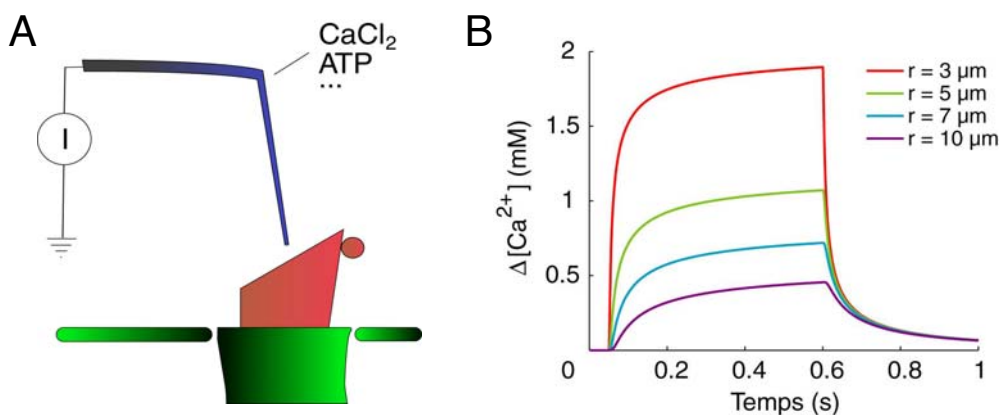 A
CaCl₂
ATP
...
I
B
Δ[Ca²⁺] (mM)
2
1.5
1
0.5
0
0.2
0.4
0.6
0.8
1
Temps (s)
r = 3 µm
r = 5 µm
r = 7 µm
r = 10 µm